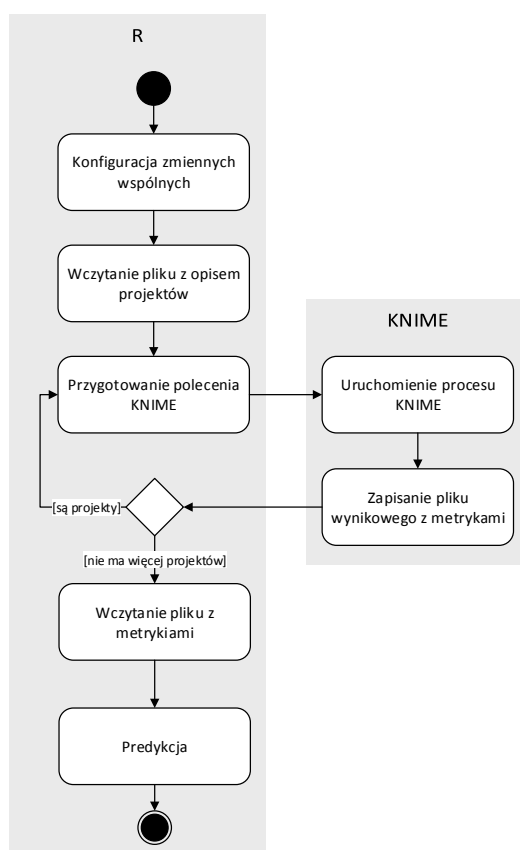 R
Konfiguracja zmiennych
wspólnych
Wczytanie pliku z opisem
projektów
KNIME
Przygotowanie polecenia
KNIME
Uruchomienie procesu
KNIME
Zapisanie pliku
wynikowego z metrykami
[są projekty]
[nie ma więcej projektów]
Wczytanie pliku z
metrykiami
Predykcja